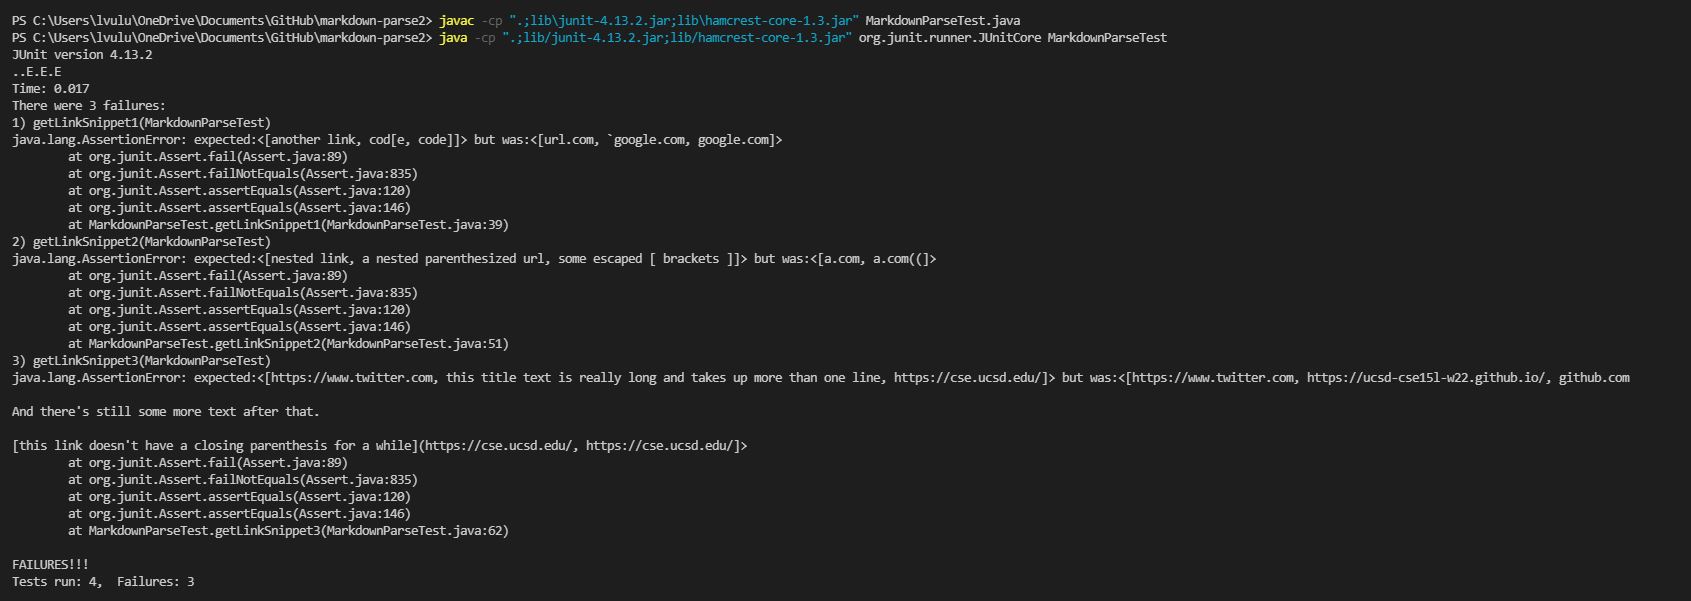 PS C:\Users\lvulu\OneDrive\Documents\GitHub\markdown-parse2> javac -cp ".;lib\junit-4.13.2.jar;lib\hamcrest-core-1.3.jar" MarkdownParseTest.java
PS C:\Users\lvulu\OneDrive\Documents\GitHub\markdown-parse2> java -cp ".;lib/junit-4.13.2.jar;lib/hamcrest-core-1.3.jar" org.junit.runner.JUnitCore MarkdownParseTest
JUnit version 4.13.2
..E.E.E
Time: 0.017
There were 3 failures:
1) getLinkSnippet1(MarkdownParseTest)
java.lang.AssertionError: expected:<[another link, cod[e, code]]> but was:<[url.com, `google.com, google.com]>
        at org.junit.Assert.fail(Assert.java:89)
        at org.junit.Assert.failNotEquals(Assert.java:835)
        at org.junit.Assert.assertEquals(Assert.java:120)
        at org.junit.Assert.assertEquals(Assert.java:146)
        at MarkdownParseTest.getLinkSnippet1(MarkdownParseTest.java:39)
2) getLinkSnippet2(MarkdownParseTest)
java.lang.AssertionError: expected:<[nested link, a nested parenthesized url, some escaped [ brackets ]]> but was:<[a.com, a.com((]>
        at org.junit.Assert.fail(Assert.java:89)
        at org.junit.Assert.failNotEquals(Assert.java:835)
        at org.junit.Assert.assertEquals(Assert.java:120)
        at org.junit.Assert.assertEquals(Assert.java:146)
        at MarkdownParseTest.getLinkSnippet2(MarkdownParseTest.java:51)
3) getLinkSnippet3(MarkdownParseTest)
java.lang.AssertionError: expected:<[https://www.twitter.com, this title text is really long and takes up more than one line, https://cse.ucsd.edu/]> but was:<[https://www.twitter.com, https://ucsd-cse15l-w22.github.io/, github.com

And there's still some more text after that.

[this link doesn't have a closing parenthesis for a while](https://cse.ucsd.edu/, https://cse.ucsd.edu/]>
        at org.junit.Assert.fail(Assert.java:89)
        at org.junit.Assert.failNotEquals(Assert.java:835)
        at org.junit.Assert.assertEquals(Assert.java:120)
        at org.junit.Assert.assertEquals(Assert.java:146)
        at MarkdownParseTest.getLinkSnippet3(MarkdownParseTest.java:62)

FAILURES!!!
Tests run: 4,  Failures: 3